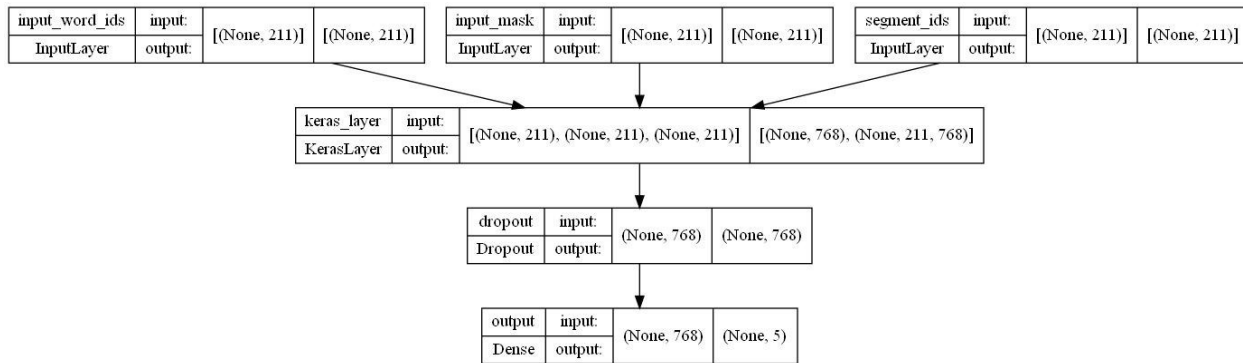 input_word_ids input: [(None, 211)] [(None, 211)]
InputLayer output:
input_mask input: [(None, 211)] [(None, 211)]
InputLayer output:
segment_ids input: [(None, 211)] [(None, 211)]
InputLayer output:
keras_layer input: [(None, 211), (None, 211), (None, 211)] [(None, 768), (None, 211, 768)]
KerasLayer output:
dropout input: (None, 768) (None, 768)
Dropout output:
output input: (None, 768) (None, 5)
Dense output: